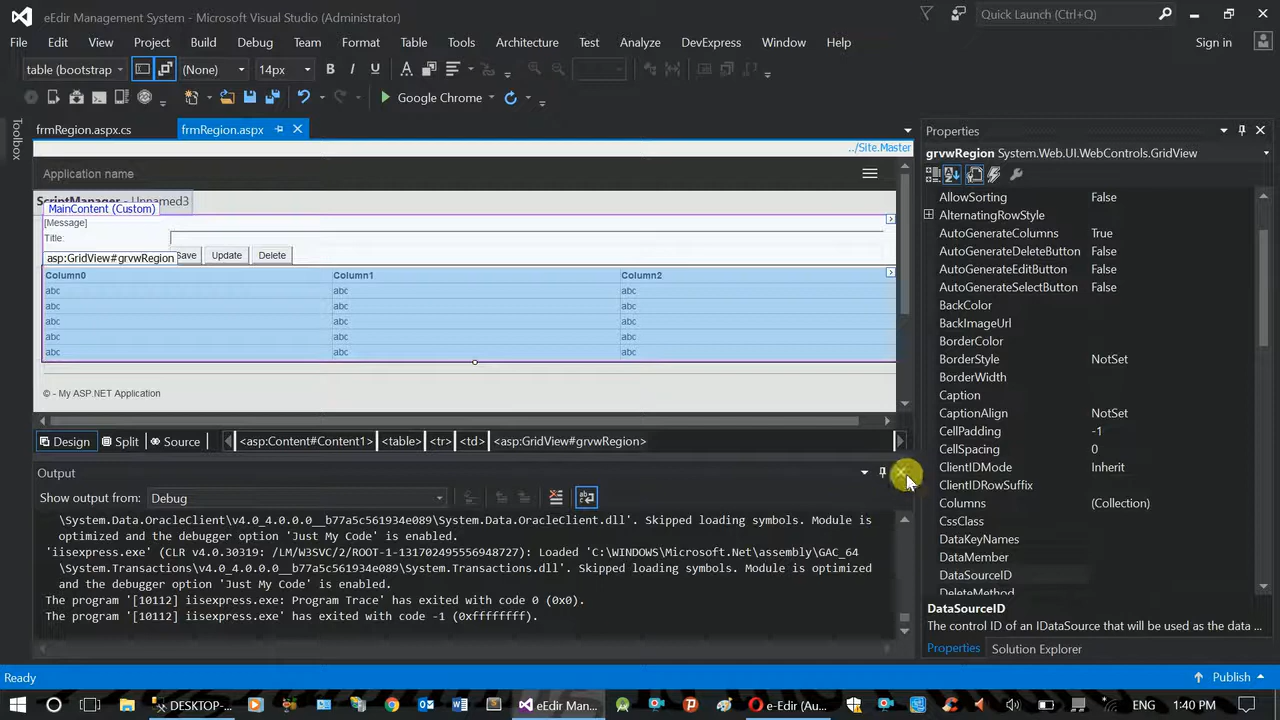 eEdir Management System - Microsoft Visual Studio (Administrator)
Quick Launch (Ctrl+Q)
File Edit View Project Build Debug Team Format Table Tools Architecture Test Analyze DevExpress Window Help
Sign in
table (bootstrap (None) 14px B I U
Google Chrome
Toolbox
frmRegion.aspx.cs frmRegion.aspx
../Site.Master
Application name
ScriptManager - Unnamed3
MainContent (Custom)
[Message]
Title:
asp:GridView#grvwRegion
Save Update Delete
Column0 Column1 Column2
abc abc abc
abc abc abc
abc abc abc
abc abc abc
abc abc abc
© - My ASP.NET Application
Design Split Source <asp:Content#Content1> <table> <tr> <td> <asp:GridView#grvwRegion>
Output
Show output from: Debug
\System.Data.OracleClient\v4.0_4.0.0.0__b77a5c561934e089\System.Data.OracleClient.dll'. Skipped loading symbols. Module is
optimized and the debugger option 'Just My Code' is enabled.
'iisexpress.exe' (CLR v4.0.30319: /LM/W3SVC/2/ROOT-1-131702495556948727): Loaded 'C:\WINDOWS\Microsoft.Net\assembly\GAC_64
\System.Transactions\v4.0_4.0.0.0__b77a5c561934e089\System.Transactions.dll'. Skipped loading symbols. Module is optimized
and the debugger option 'Just My Code' is enabled.
The program '[10112] iisexpress.exe: Program Trace' has exited with code 0 (0x0).
The program '[10112] iisexpress.exe' has exited with code -1 (0xffffffff).
Properties
grvwRegion System.Web.UI.WebControls.GridView
AllowSorting False
AlternatingRowStyle
AutoGenerateColumns True
AutoGenerateDeleteButton False
AutoGenerateEditButton False
AutoGenerateSelectButton False
BackColor
BackImageUrl
BorderColor
BorderStyle NotSet
BorderWidth
Caption
CaptionAlign NotSet
CellPadding -1
CellSpacing 0
ClientIDMode Inherit
ClientIDRowSuffix
Columns (Collection)
CssClass
DataKeyNames
DataMember
DataSourceID
DeleteMethod
DataSourceID
The control ID of an IDataSource that will be used as the data ...
Properties Solution Explorer
Ready
Publish
DESKTOP-... eEdir Man... e-Edir (Au... 1:40 PM